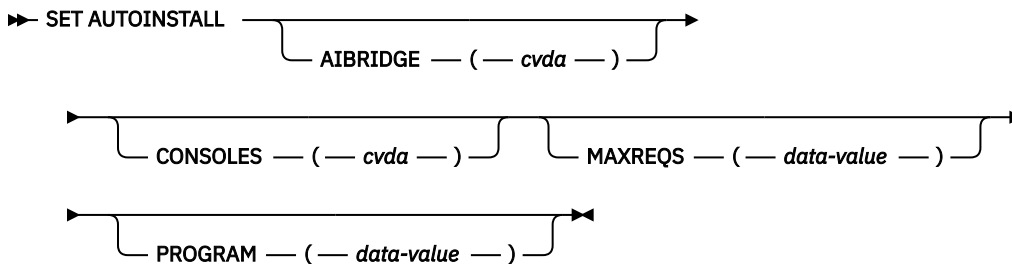 SET AUTOINSTALL
AIBRIDGE ( cvda )
CONSOLES ( cvda ) MAXREQS ( data-value )
PROGRAM ( data-value )